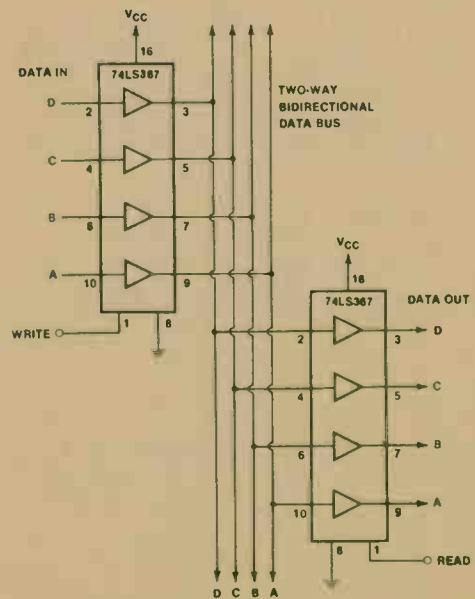 VCC
16
DATA IN
74LS367
D
2
3
C
4
5
B
6
7
A
10
9
WRITE
1
8
TWO-WAY
BIDIRECTIONAL
DATA BUS
VCC
16
74LS367
DATA OUT
2
3
D
4
5
C
6
7
B
10
9
A
8
1
READ
D C B A